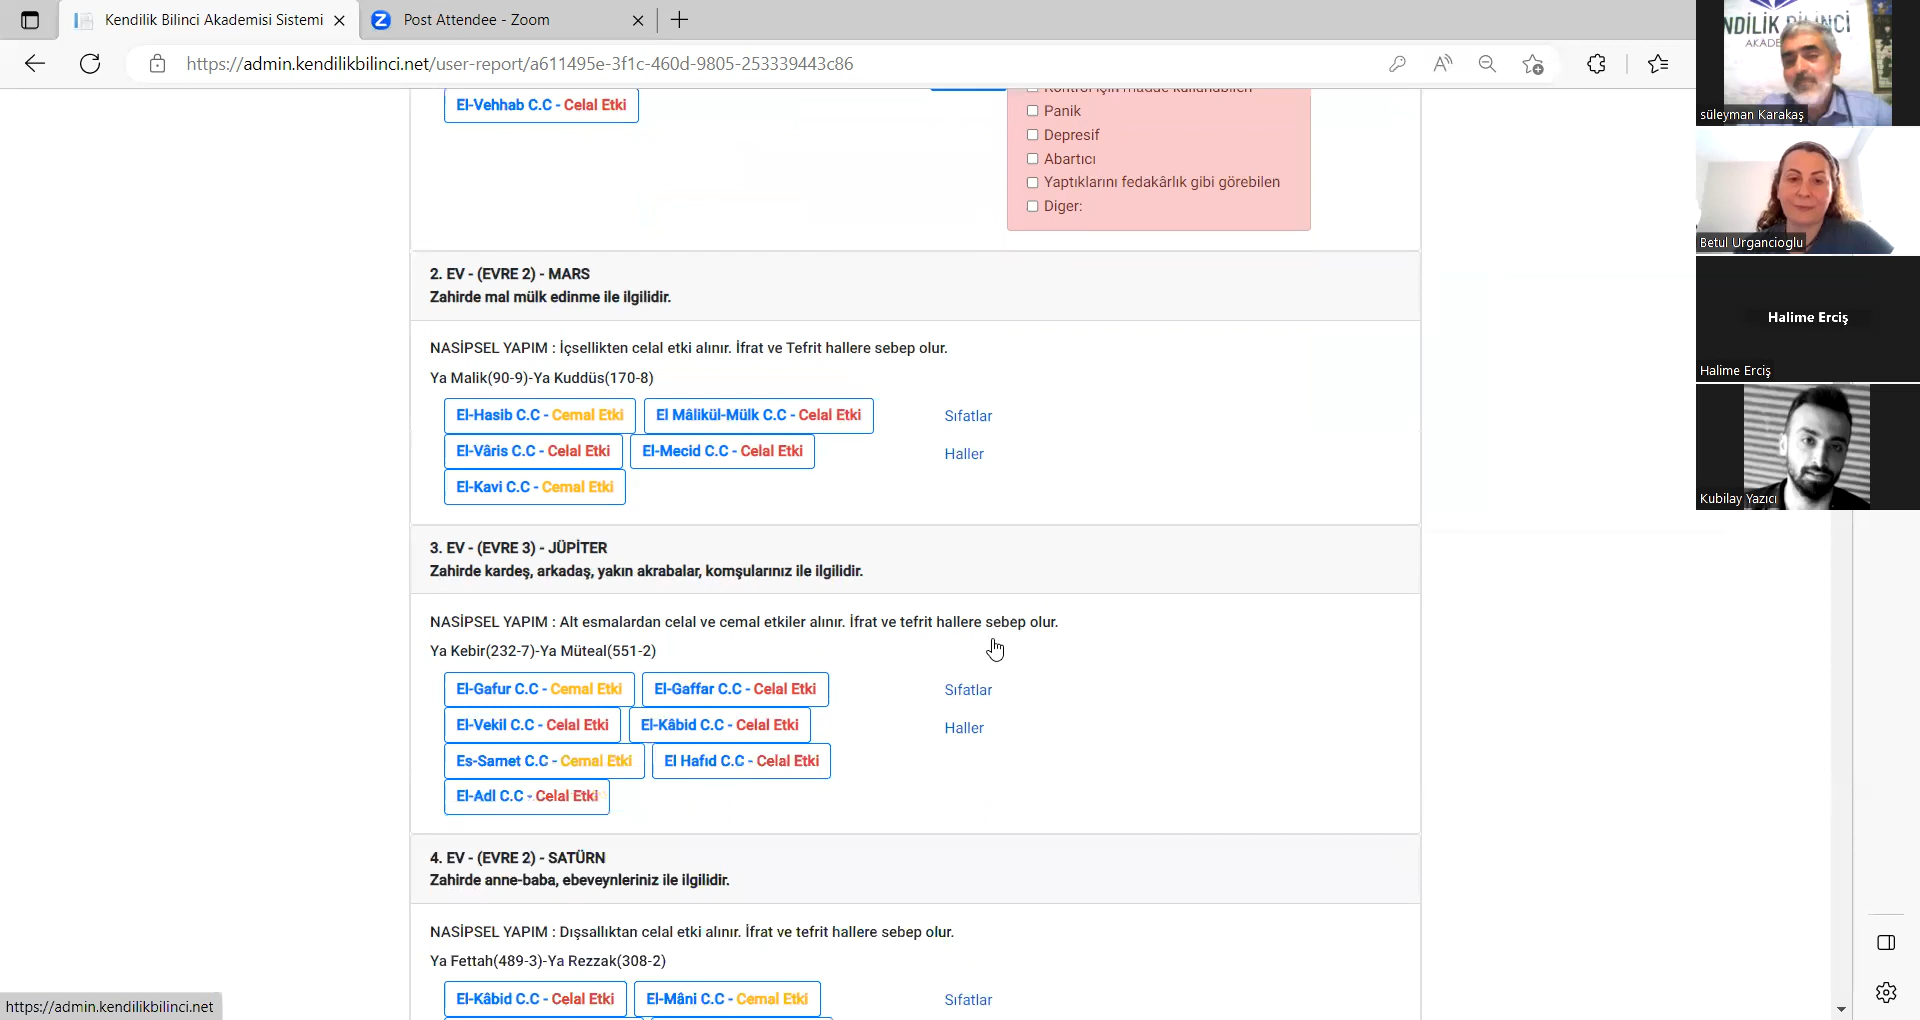 Kendilik Bilinci Akademisi Sistemi
Post Attendee - Zoom
https://admin.kendilikbilinci.net/user-report/a611495e-3f1c-460d-9805-253339443c86
El-Vehhab C.C - Celal Etki
Panik
Depresif
Abartıcı
Yaptıklarını fedakârlık gibi görebilen
Diger:
2. EV - (EVRE 2) - MARS
Zahirde mal mülk edinme ile ilgilidir.
NASİPSEL YAPIM : İçsellikten celal etki alınır. İfrat ve Tefrit hallere sebep olur.
Ya Malik(90-9)-Ya Kuddüs(170-8)
El-Hasib C.C - Cemal Etki
El Mâlikül-Mülk C.C - Celal Etki
Sıfatlar
El-Vâris C.C - Celal Etki
El-Mecid C.C - Celal Etki
Haller
El-Kavi C.C - Cemal Etki
3. EV - (EVRE 3) - JÜPİTER
Zahirde kardeş, arkadaş, yakın akrabalar, komşularınız ile ilgilidir.
NASİPSEL YAPIM : Alt esmalardan celal ve cemal etkiler alınır. İfrat ve tefrit hallere sebep olur.
Ya Kebir(232-7)-Ya Müteal(551-2)
El-Gafur C.C - Cemal Etki
El-Gaffar C.C - Celal Etki
Sıfatlar
El-Vekil C.C - Celal Etki
El-Kâbid C.C - Celal Etki
Haller
Es-Samet C.C - Cemal Etki
El Hafıd C.C - Celal Etki
El-Adl C.C - Celal Etki
4. EV - (EVRE 2) - SATÜRN
Zahirde anne-baba, ebeveynleriniz ile ilgilidir.
NASİPSEL YAPIM : Dışsallıktan celal etki alınır. İfrat ve tefrit hallere sebep olur.
Ya Fettah(489-3)-Ya Rezzak(308-2)
El-Kâbid C.C - Celal Etki
El-Mâni C.C - Cemal Etki
Sıfatlar
https://admin.kendilikbilinci.net
süleyman Karakaş
Betul Urgancioglu
Halime Erciş
Halime Erciş
Kubilay Yazıcı